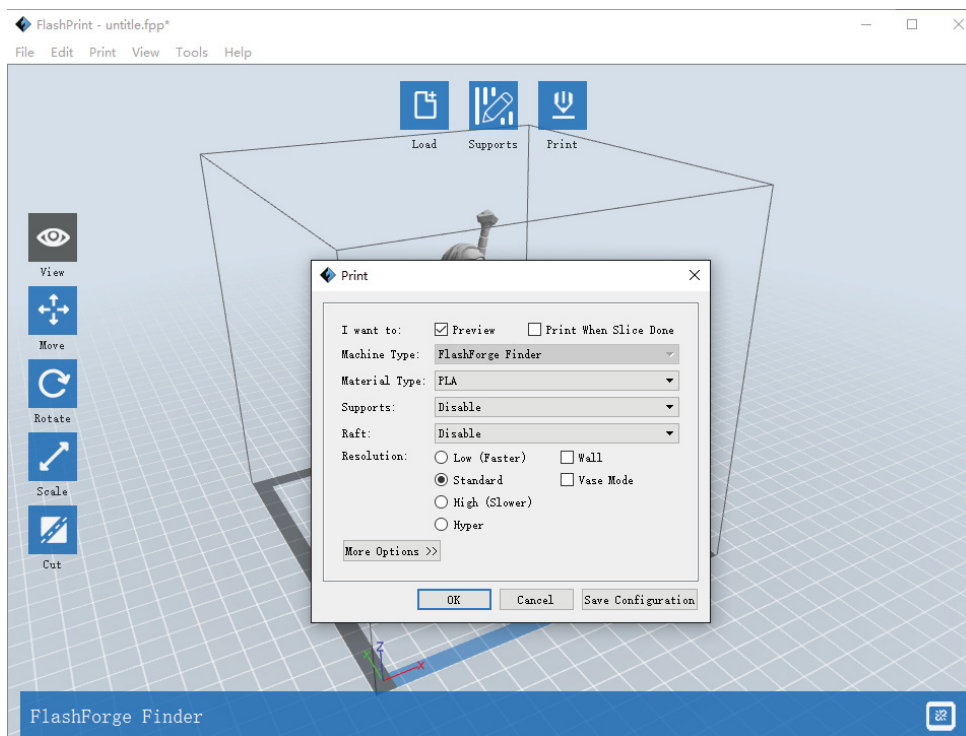 FlashPrint - untitle.fpp*
File Edit Print View Tools Help
Load Supports Print
View
Move
Rotate
Scale
Cut
Print
I want to: Preview Print When Slice Done
Machine Type: FlashForge Finder
Material Type: PLA
Supports: Disable
Raft: Disable
Resolution: Low (Faster) Wall
Standard Vase Mode
High (Slower)
Hyper
More Options >>
OK Cancel Save Configuration
Z
Y
X
FlashForge Finder